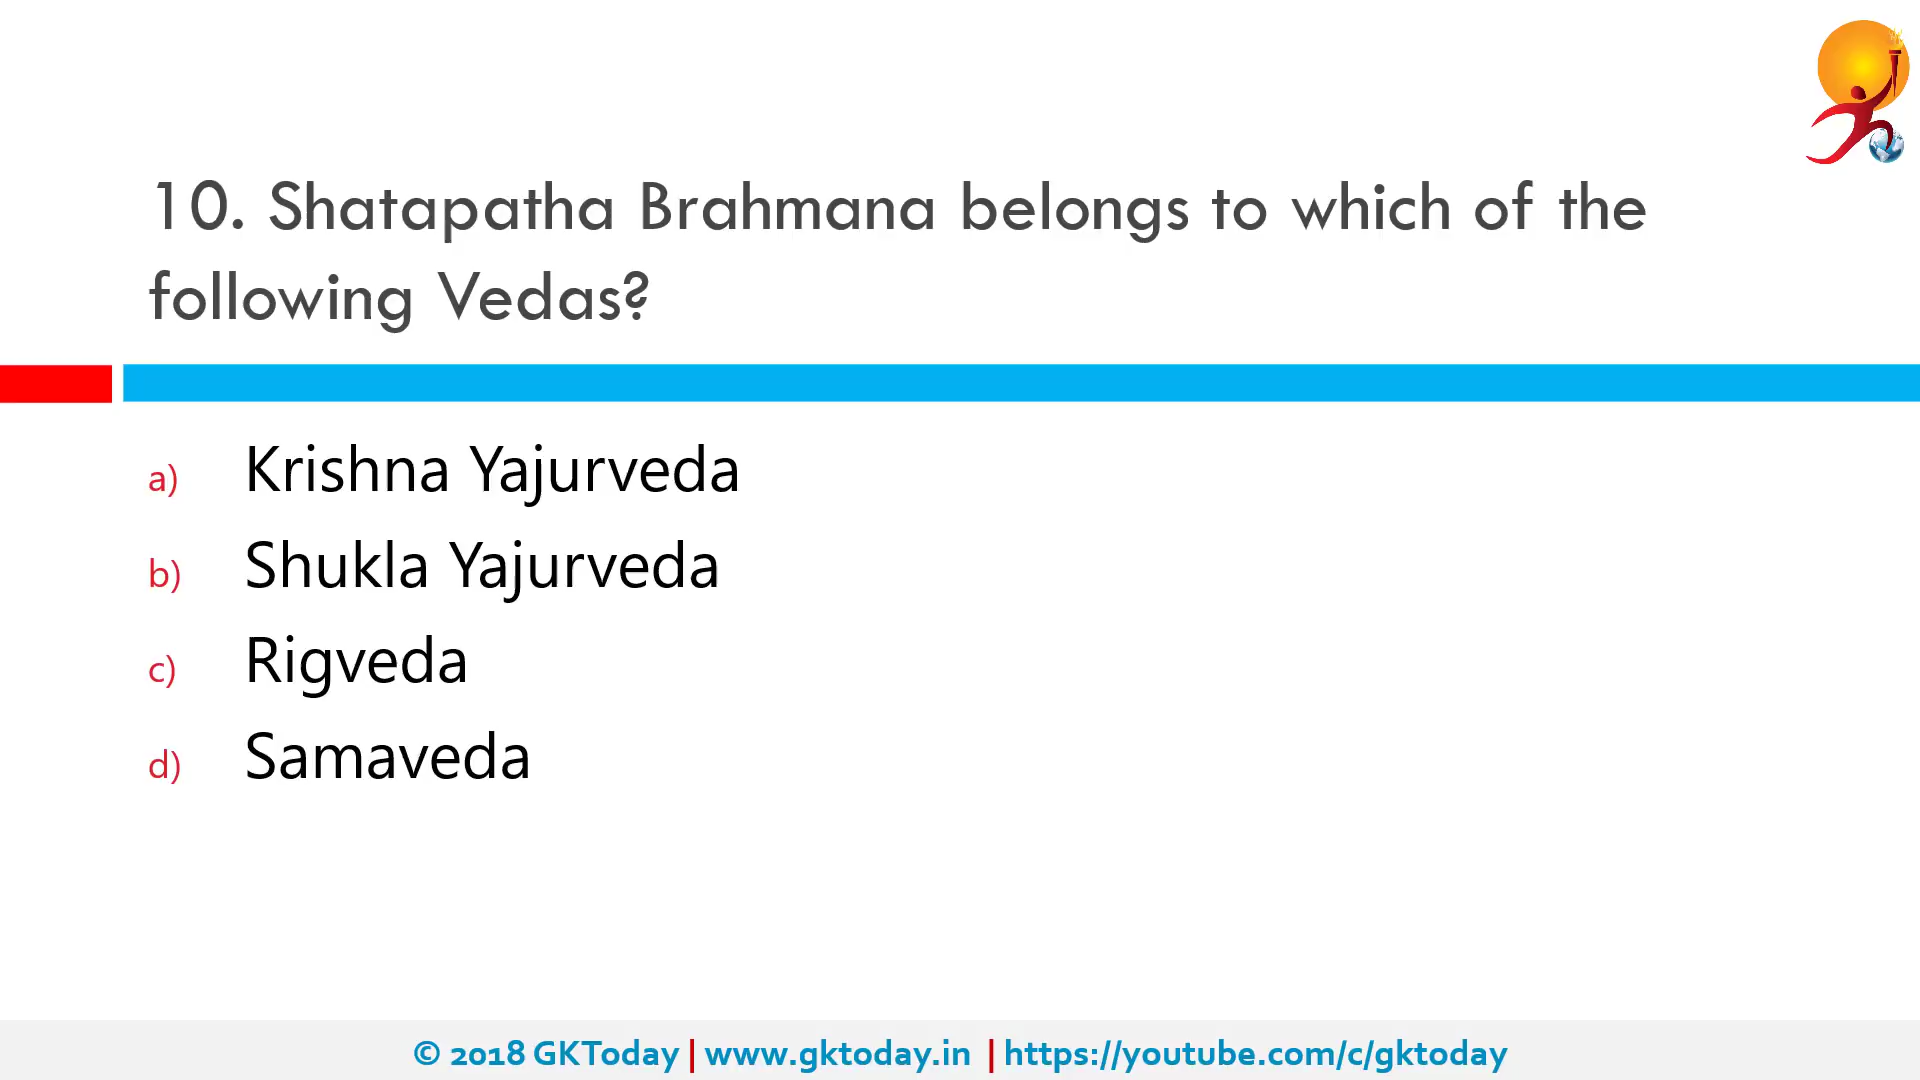 10. Shatapatha Brahmana belongs to which of the
following Vedas?
a) Krishna Yajurveda
b) Shukla Yajurveda
c) Rigveda
d) Samaveda
© 2018 GKToday | www.gktoday.in | https://youtube.com/c/gktoday